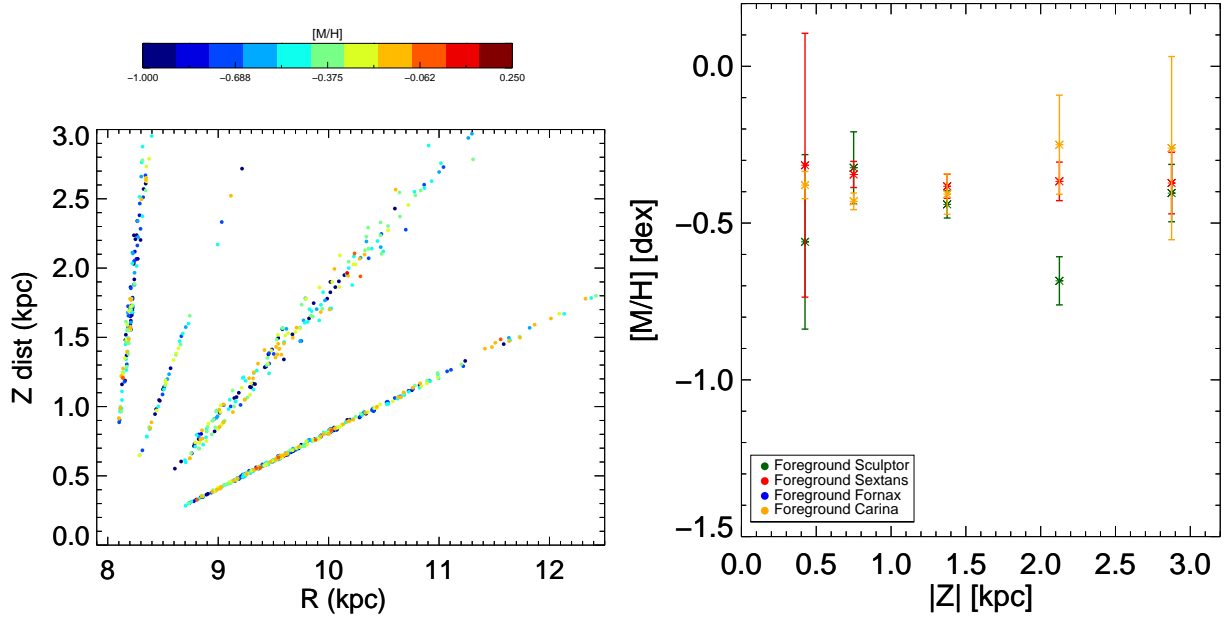 [M/H]
−1.000 −0.688 −0.375 −0.062 0.250
3.0
2.5
2.0
1.5
1.0
0.5
0.0
Z dist (kpc)
8 9 10 11 12
R (kpc)
0.0
−0.5
−1.0
−1.5
[M/H] [dex]
Foreground Sculptor
Foreground Sextans
Foreground Fornax
Foreground Carina
0.0 0.5 1.0 1.5 2.0 2.5 3.0
|Z| [kpc]